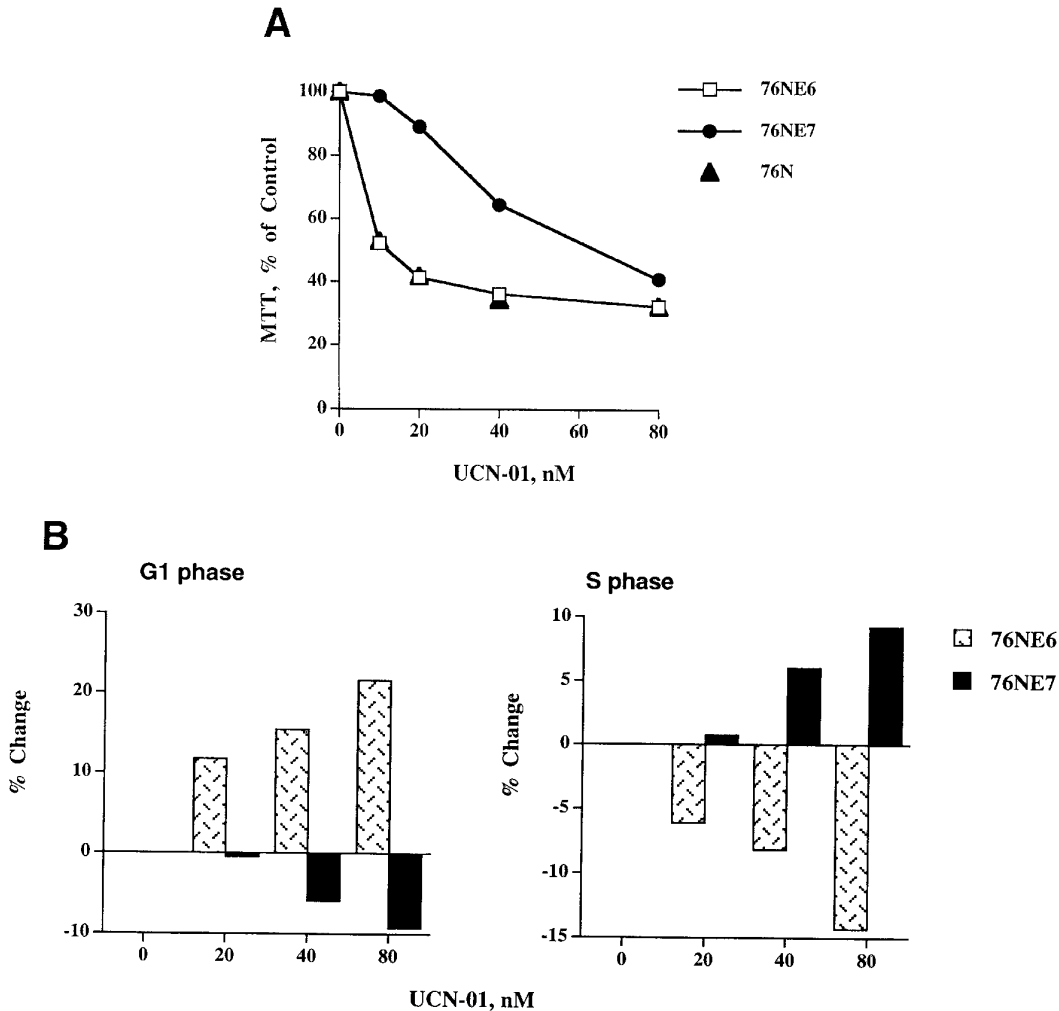 A
100
80
60
40
20
0
MTT, % of Control
0 20 40 60 80
UCN-01, nM
76NE6
76NE7
76N
B
G1 phase
30
20
10
0
-10
% Change
0 20 40 80
S phase
10
5
0
-5
-10
-15
% Change
0 20 40 80
76NE6
76NE7
UCN-01, nM